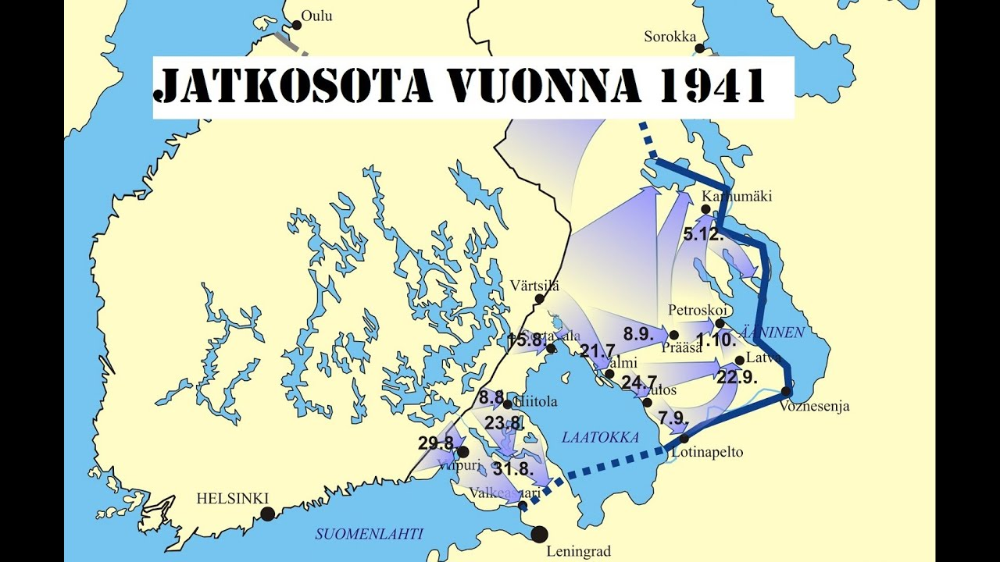 Oulu
Sorokka
JATKOSOTA VUONNA 1941
Karhumäki
5.12.
Värtsilä
Petroskoi
8.9.
1.10.
ÄÄNINEN
15.8.
21.7.
Prääsä
Latva
24.7.
22.9.
8.8.
Hiitola
Voznesenja
23.8.
7.9.
29.8.
LAATOKKA
Lotinapelto
Viipuri
31.8.
Valkeasaari
HELSINKI
SUOMENLAHTI
Leningrad